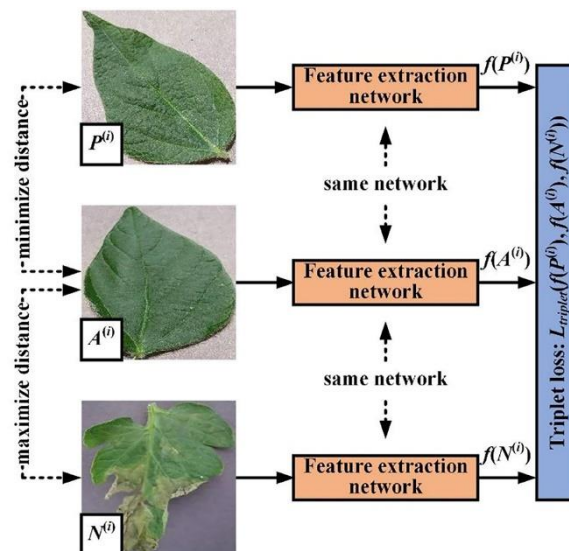 minimize distance
maximize distance
P(i)
Feature extraction
network
f(P(i))
same network
A(i)
Feature extraction
network
f(A(i))
same network
N(i)
Feature extraction
network
f(N(i))
Triplet loss: Ltriplet(f(P(i)), f(A(i)), f(N(i)))